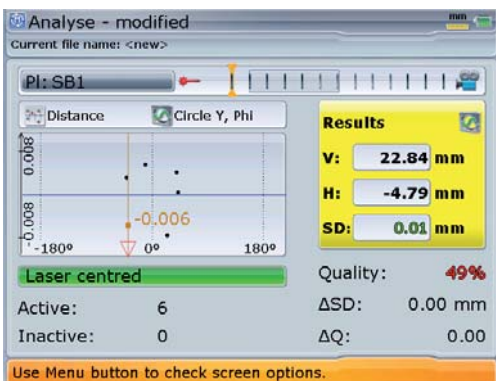 Analyse - modified
mm
Current file name: <new>
Pl: SB1
Distance
Circle Y, Phi
0.008
-0.008
-0.006
-180º
0º
180º
Laser centred
Active: 6
Inactive: 0
Results
V: 22.84 mm
H: -4.79 mm
SD: 0.01 mm
Quality: 49%
ΔSD: 0.00 mm
ΔQ: 0.00
Use Menu button to check screen options.